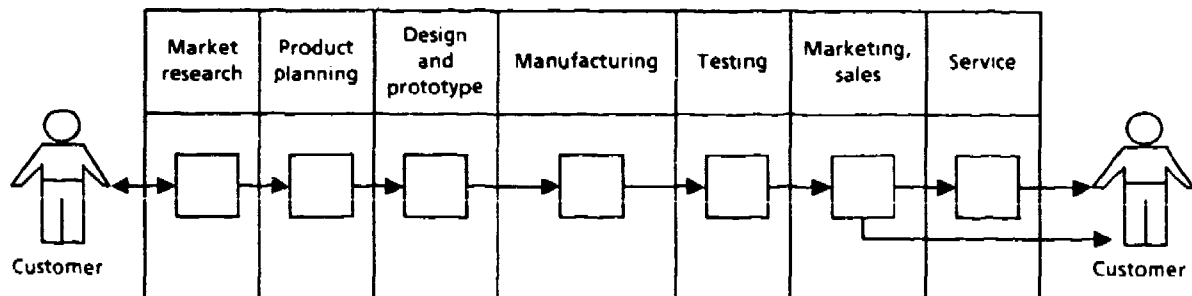 Market
research
Product
planning
Design
and
prototype
Manufacturing
Testing
Marketing,
sales
Service
Customer
Customer